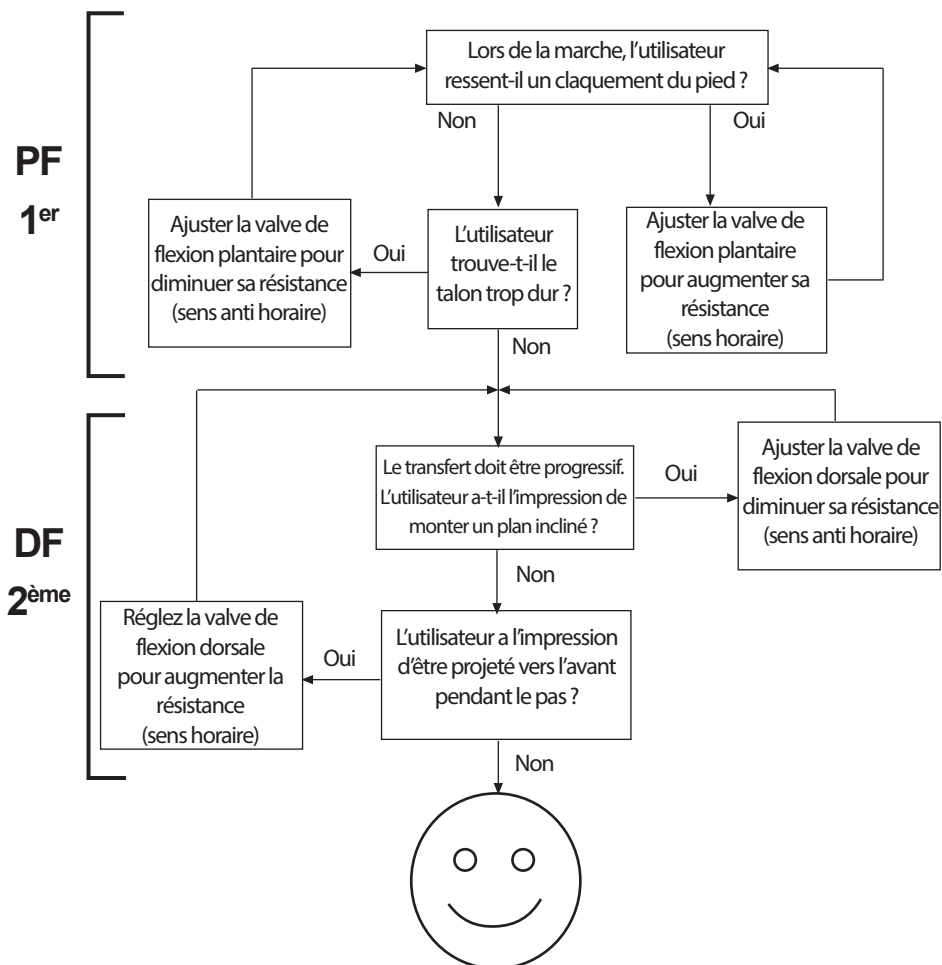 Lors de la marche, l'utilisateur
ressent-il un claquement du pied ?
Non
Oui
PF
1er
Ajuster la valve de
flexion plantaire pour
diminuer sa résistance
(sens anti horaire)
Oui
L'utilisateur
trouve-t-il le
talon trop dur ?
Ajuster la valve de
flexion plantaire
pour augmenter sa
résistance
(sens horaire)
Non
DF
2ème
Le transfert doit être progressif.
L'utilisateur a-t-il l'impression de
monter un plan incliné ?
Oui
Ajuster la valve de
flexion dorsale pour
diminuer sa résistance
(sens anti horaire)
Non
Réglez la valve de
flexion dorsale
pour augmenter la
résistance
(sens horaire)
Oui
L'utilisateur a l'impression
d'être projeté vers l'avant
pendant le pas ?
Non